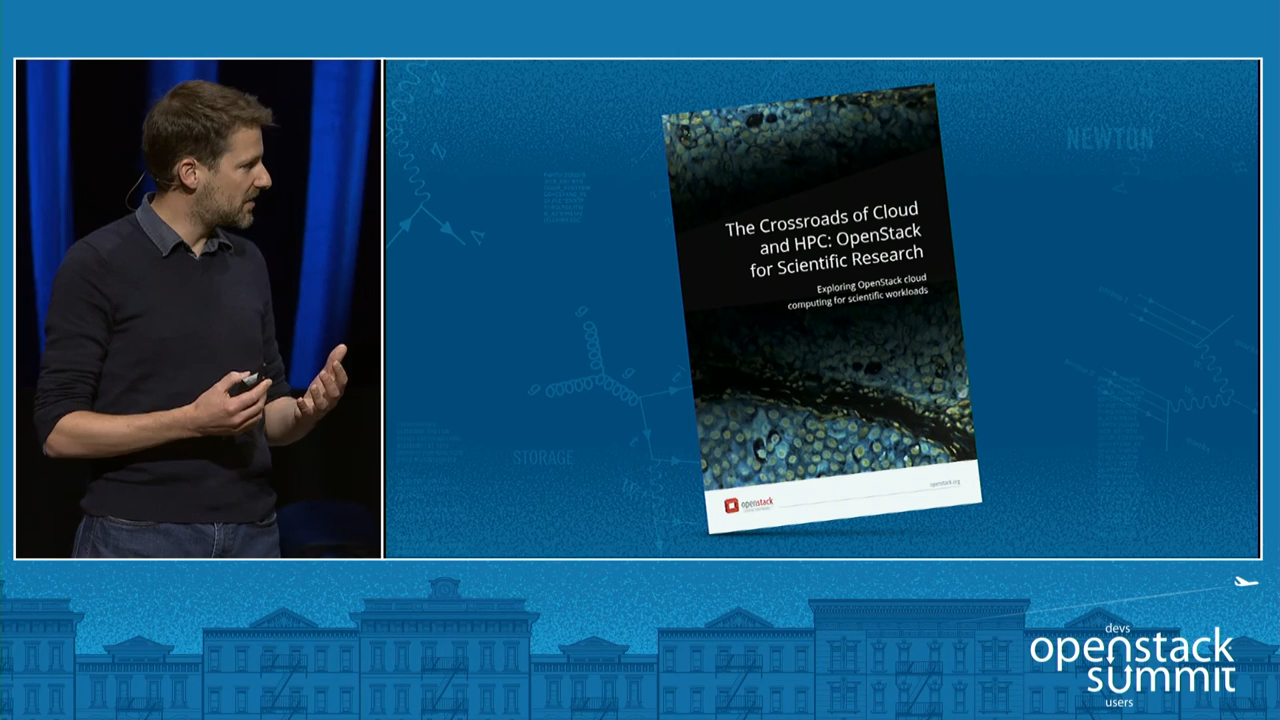 NEWTON
The Crossroads of Cloud
and HPC: OpenStack
for Scientific Research
Exploring OpenStack cloud
computing for scientific workloads
STORAGE
openstack
openstack.org
devs
openstack
summit
users